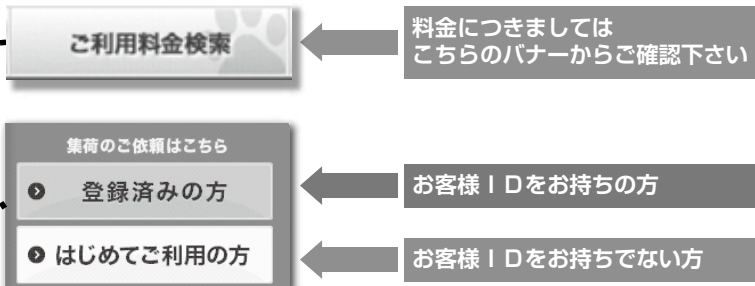 ご利用料金検索
料金につきましては
こちらのバナーからご確認下さい
集荷のご依頼はこちら
登録済みの方
お客様ＩＤをお持ちの方
はじめてご利用の方
お客様ＩＤをお持ちでない方